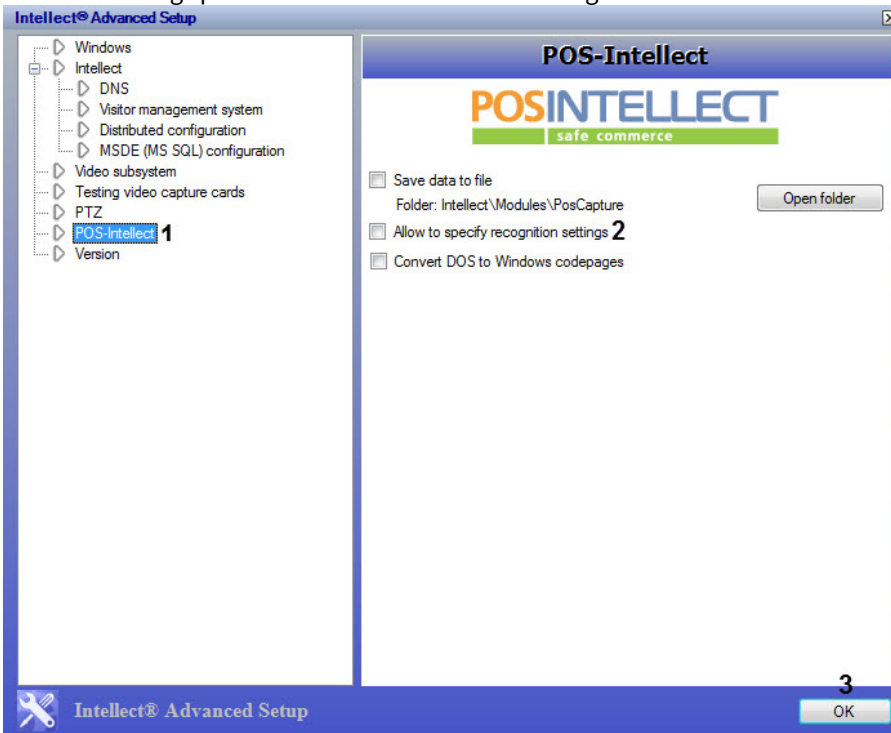 Intellect® Advanced Setup
Windows
Intellect
DNS
Visitor management system
Distributed configuration
MSDE (MS SQL) configuration
Video subsystem
Testing video capture cards
PTZ
POS-Intellect 1
Version
POS-Intellect
POSINTELLECT
safe commerce
Save data to file
Folder: Intellect\Modules\PosCapture
Open folder
Allow to specify recognition settings 2
Convert DOS to Windows codepages
3
Intellect® Advanced Setup
OK